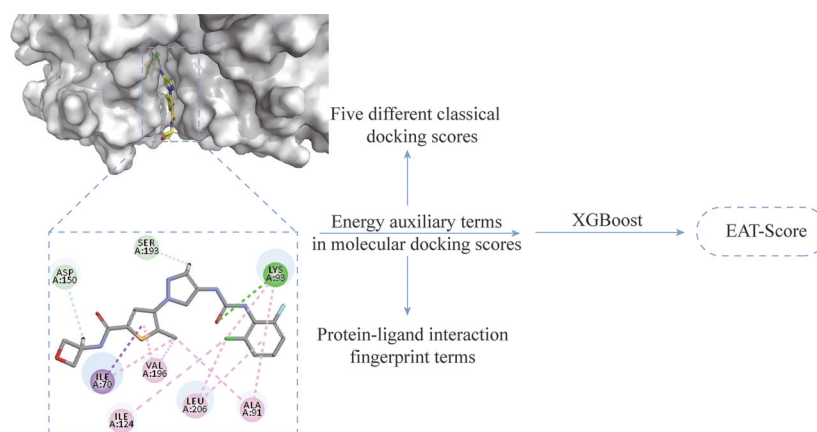 Five different classical
docking scores
Energy auxiliary terms
in molecular docking scores
XGBoost
EAT-Score
Protein-ligand interaction
fingerprint terms
SER
A:193
LYS
A:93
ASP
A:150
VAL
A:196
ILE
A:70
LEU
A:206
ALA
A:91
ILE
A:124